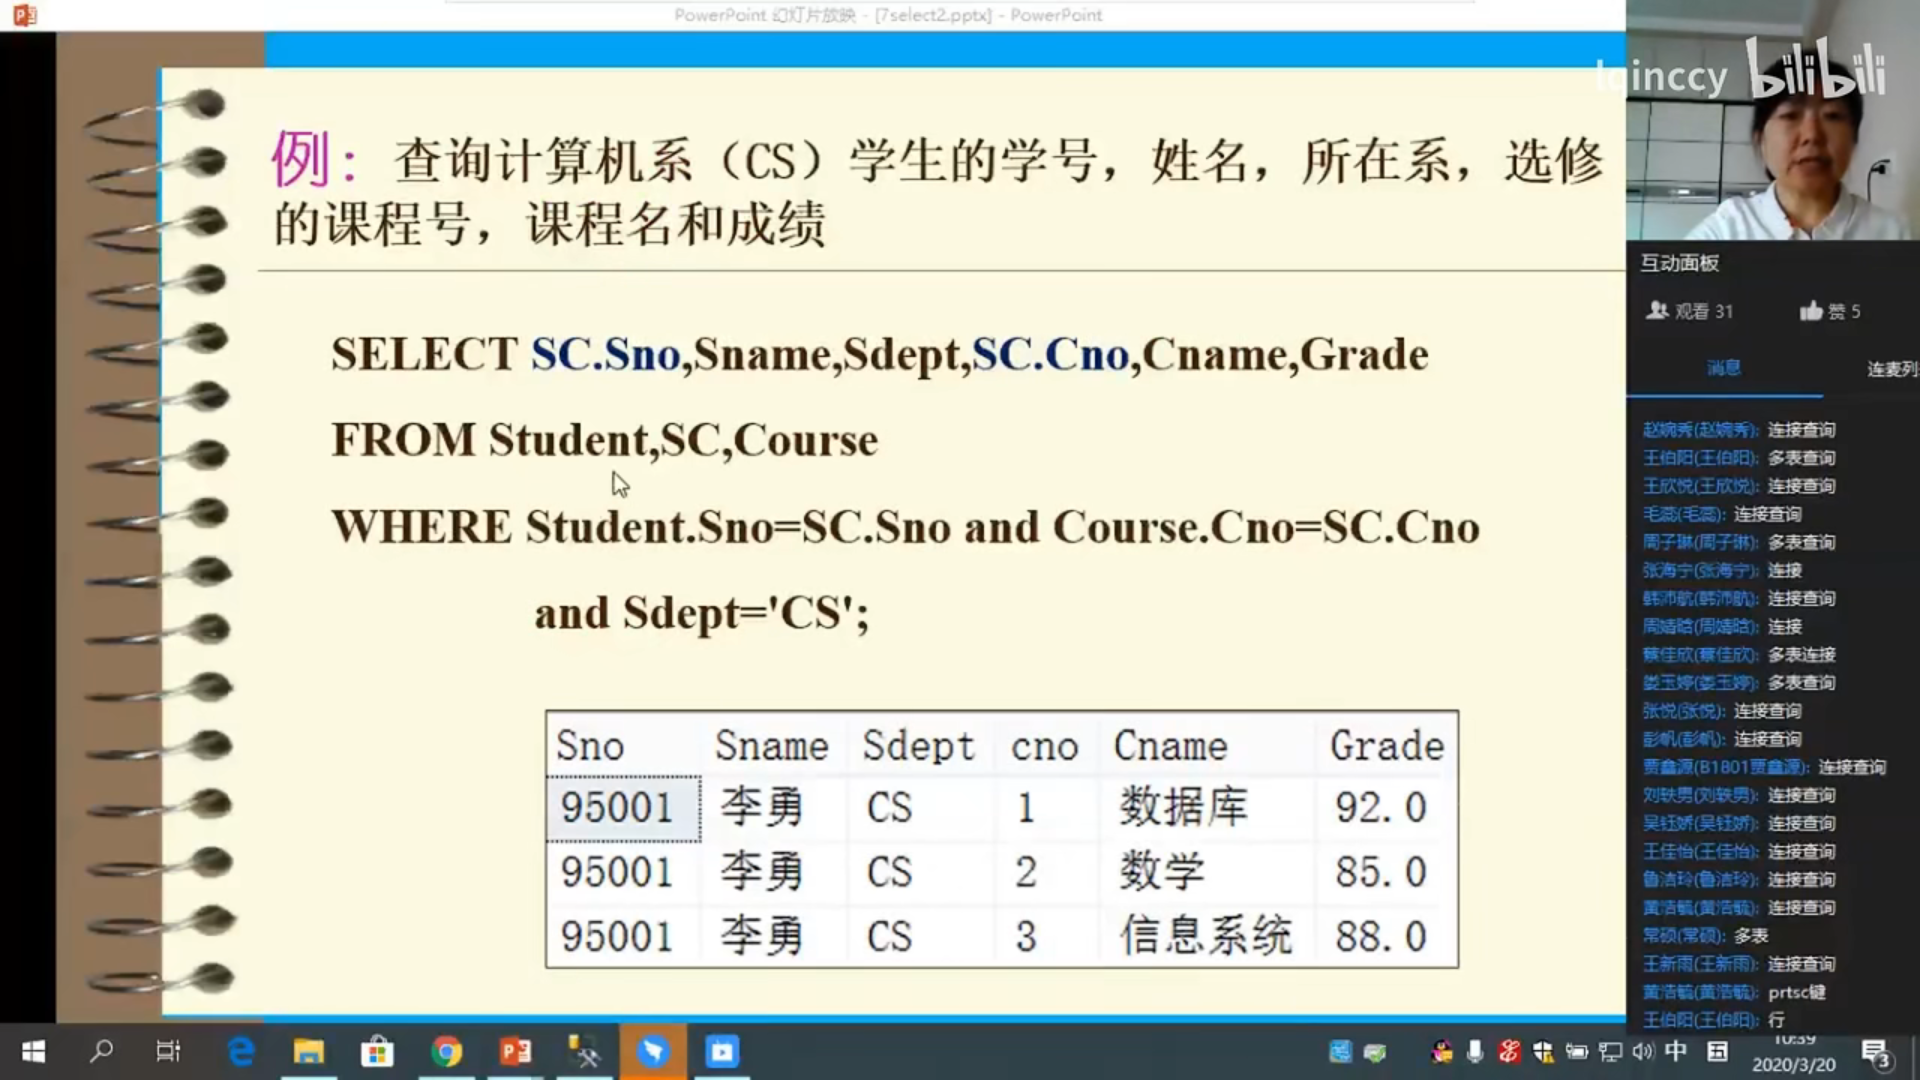 PowerPoint 幻灯片放映 - [7select2.pptx] - PowerPoint
lqinccy bilibili
例：查询计算机系（CS）学生的学号，姓名，所在系，选修
的课程号，课程名和成绩
SELECT SC.Sno,Sname,Sdept,SC.Cno,Cname,Grade
FROM Student,SC,Course
WHERE Student.Sno=SC.Sno and Course.Cno=SC.Cno
and Sdept='CS';
Sno Sname Sdept cno Cname Grade
95001 李勇 CS 1 数据库 92.0
95001 李勇 CS 2 数学 85.0
95001 李勇 CS 3 信息系统 88.0
互动面板
观看 31 赞 5
消息 连麦列
赵婉秀(赵婉秀): 连接查询
王伯阳(王伯阳): 多表查询
王欣悦(王欣悦): 连接查询
毛蕊(毛蕊): 连接查询
周子琳(周子琳): 多表查询
张海宁(张海宁): 连接
韩沛航(韩沛航): 连接查询
周婧晗(周婧晗): 连接
蔡佳欣(蔡佳欣): 多表连接
娄玉婷(娄玉婷): 多表查询
张悦(张悦): 连接查询
彭帆(彭帆): 连接查询
贾鑫源(B1801贾鑫源): 连接查询
刘轶男(刘轶男): 连接查询
吴钰娇(吴钰娇): 连接查询
王佳怡(王佳怡): 连接查询
鲁洁玲(鲁洁玲): 连接查询
黄浩毓(黄浩毓): 连接查询
常硕(常硕): 多表
王新雨(王新雨): 连接查询
黄浩毓(黄浩毓): prtsc键
王伯阳(王伯阳): 行
中 五
10:39
2020/3/20
3